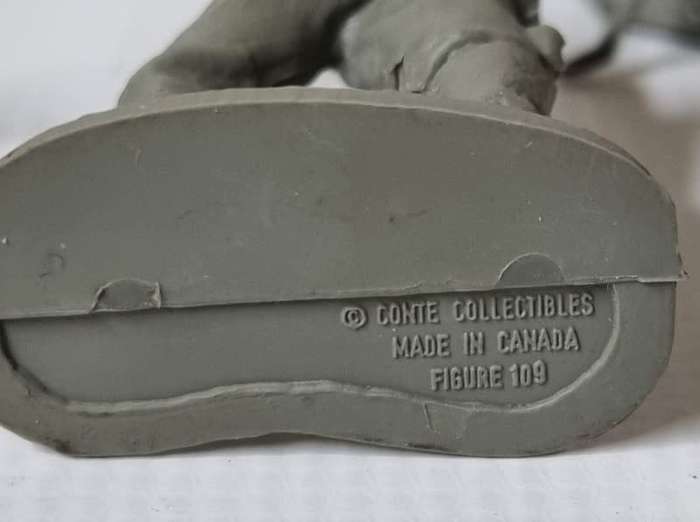 © CONTE COLLECTIBLES
MADE IN CANADA
FIGURE 109